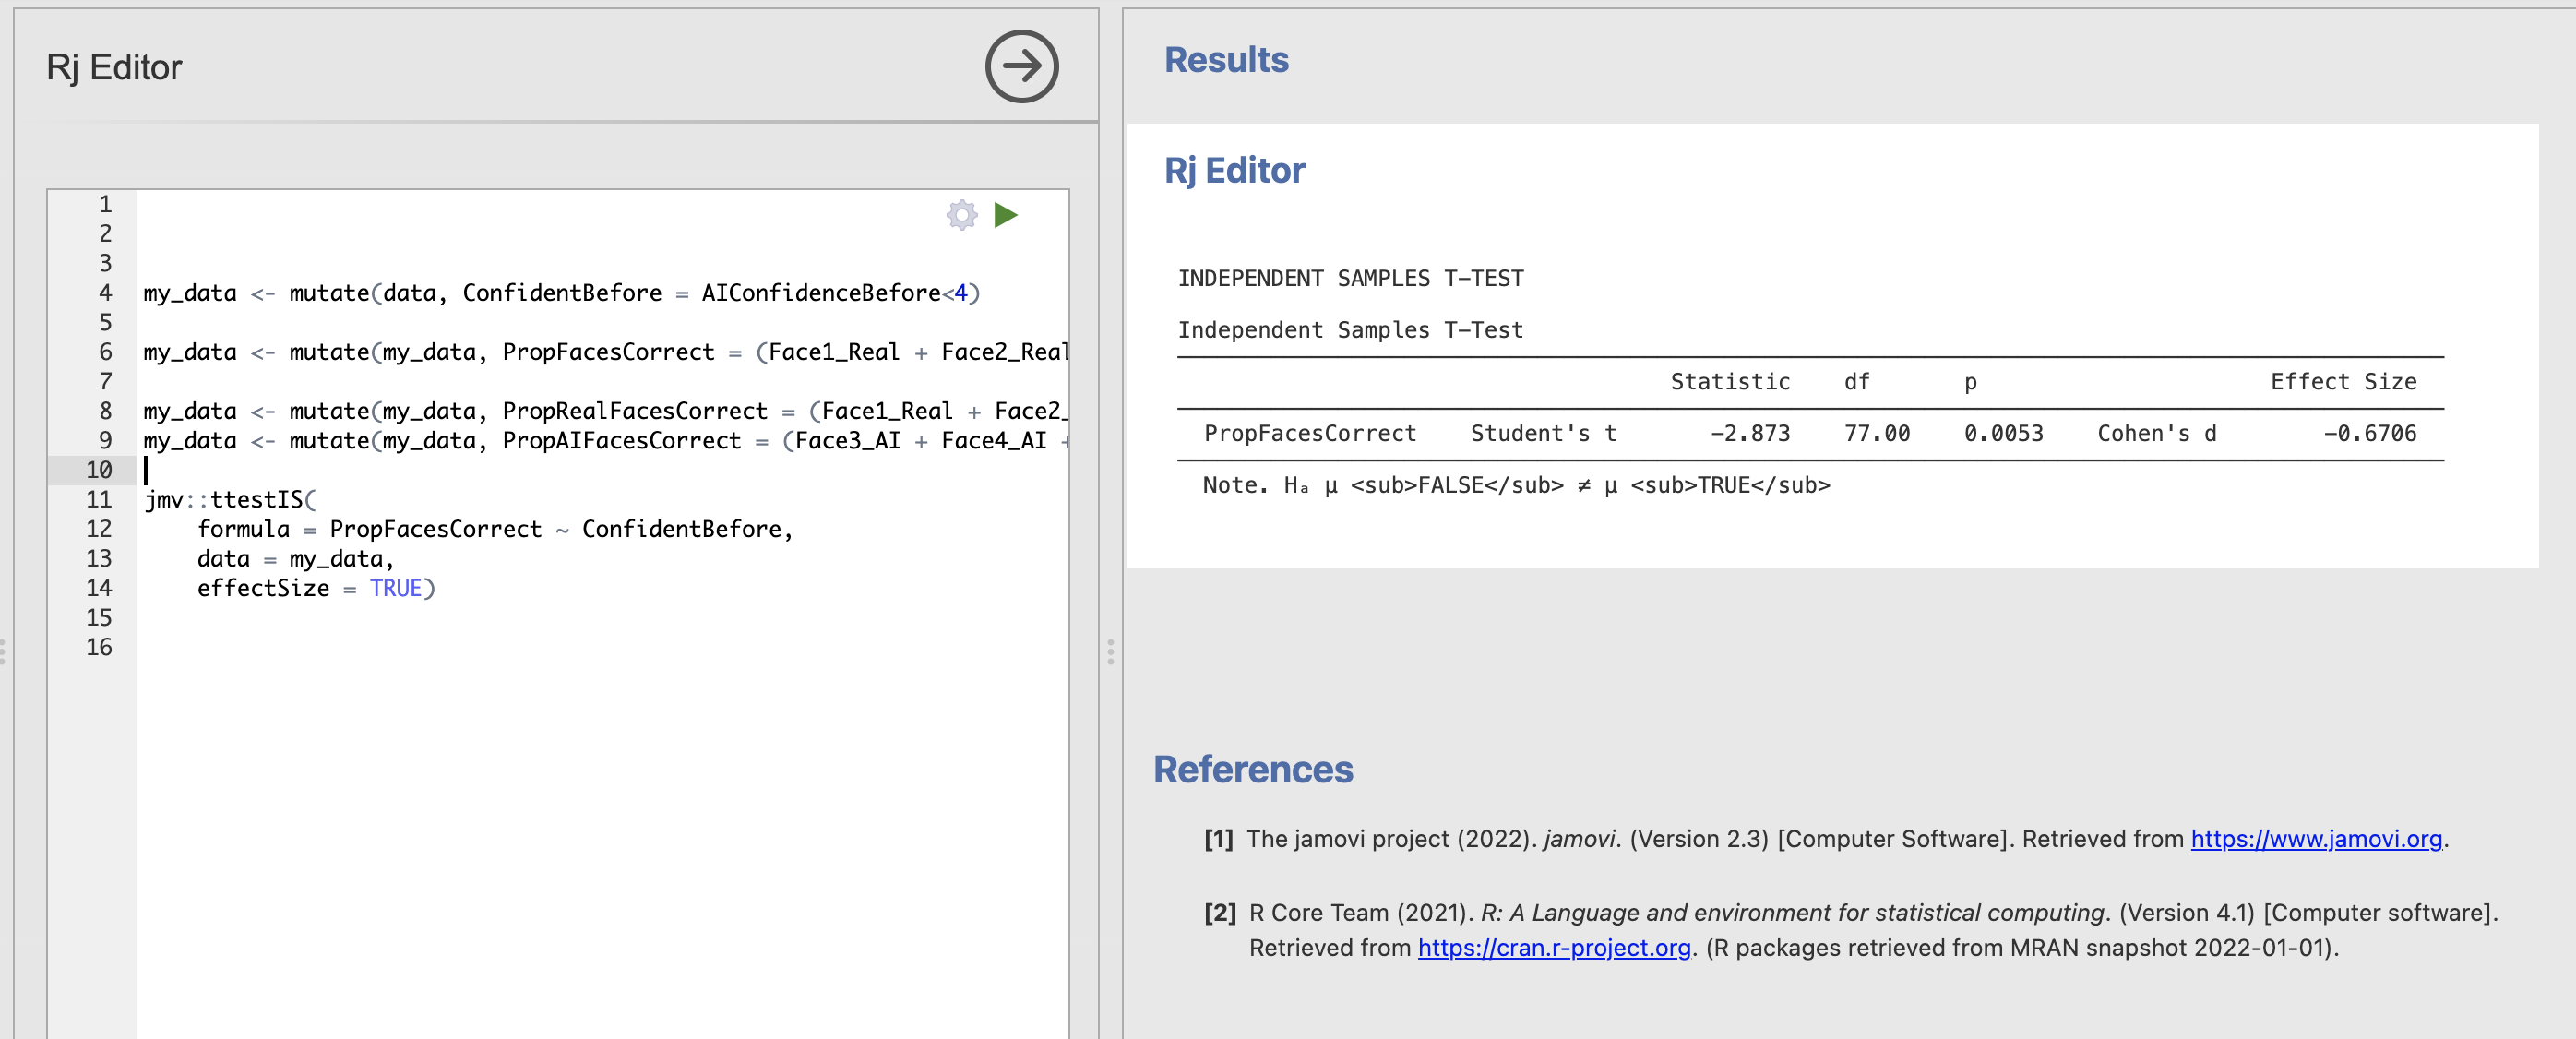 Rj Editor
1
2
3
4 my_data <- mutate(data, ConfidentBefore = AIConfidenceBefore<4)
5
6 my_data <- mutate(my_data, PropFacesCorrect = (Face1_Real + Face2_Real
7
8 my_data <- mutate(my_data, PropRealFacesCorrect = (Face1_Real + Face2_
9 my_data <- mutate(my_data, PropAIFacesCorrect = (Face3_AI + Face4_AI +
10
11 jmv::ttestIS(
12 formula = PropFacesCorrect ~ ConfidentBefore,
13 data = my_data,
14 effectSize = TRUE)
15
16
Results
Rj Editor
INDEPENDENT SAMPLES T-TEST
Independent Samples T-Test
Statistic df p Effect Size
PropFacesCorrect Student's t -2.873 77.00 0.0053 Cohen's d -0.6706
Note. Hₐ μ <sub>FALSE</sub> ≠ μ <sub>TRUE</sub>
References
[1] The jamovi project (2022). jamovi. (Version 2.3) [Computer Software]. Retrieved from https://www.jamovi.org.
[2] R Core Team (2021). R: A Language and environment for statistical computing. (Version 4.1) [Computer software].
Retrieved from https://cran.r-project.org. (R packages retrieved from MRAN snapshot 2022-01-01).